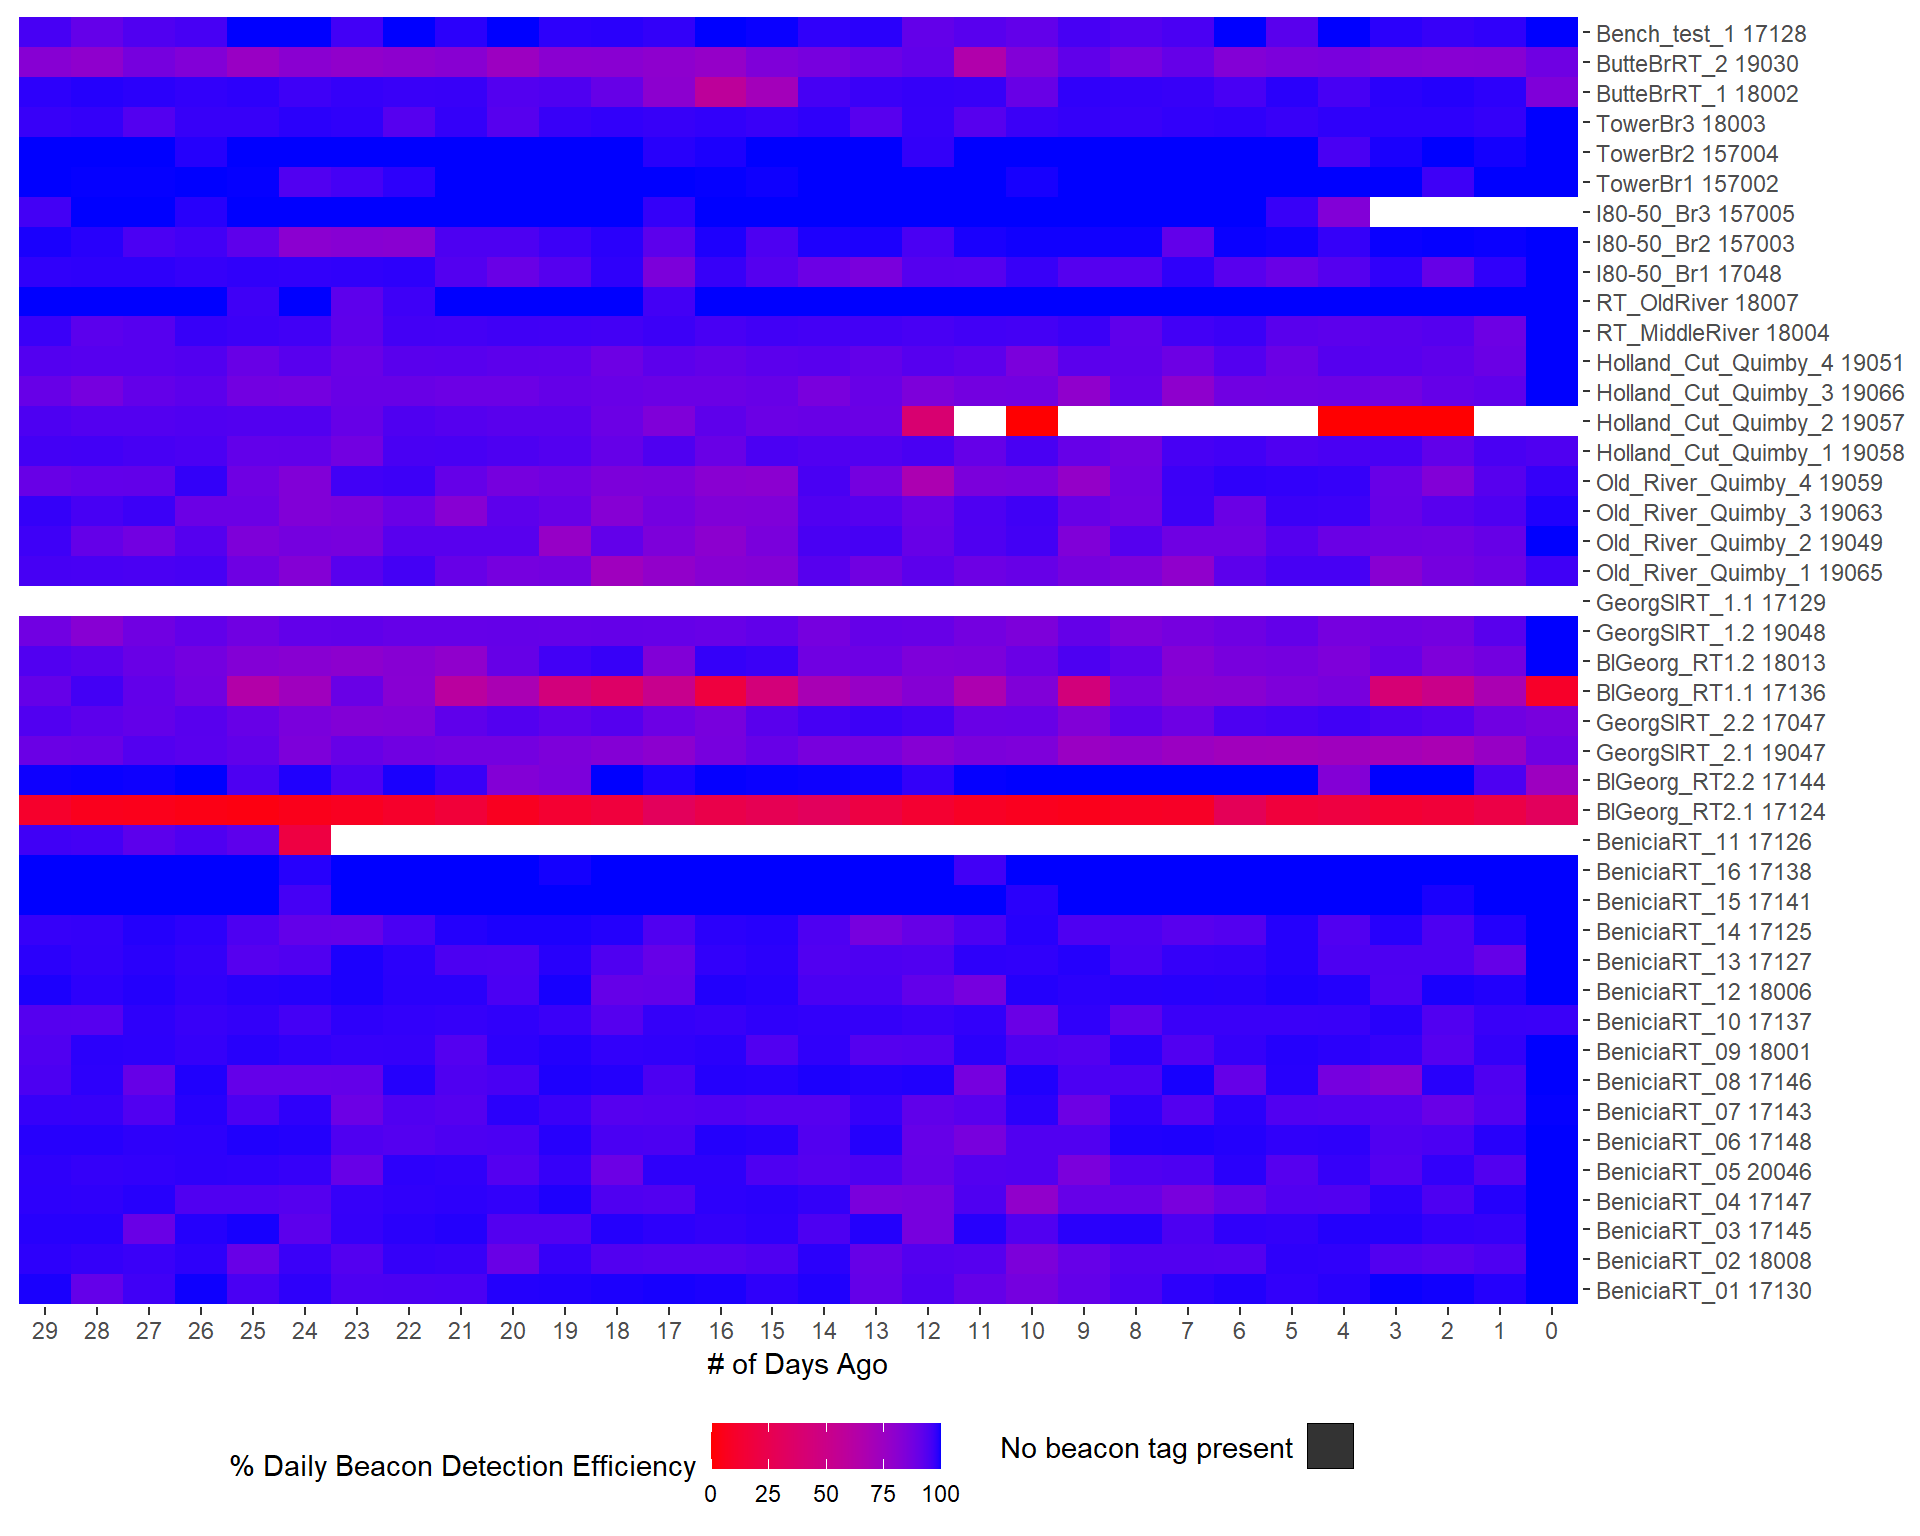 Bench_test_1 17128
ButteBrRT_2 19030
ButteBrRT_1 18002
TowerBr3 18003
TowerBr2 157004
TowerBr1 157002
I80-50_Br3 157005
I80-50_Br2 157003
I80-50_Br1 17048
RT_OldRiver 18007
RT_MiddleRiver 18004
Holland_Cut_Quimby_4 19051
Holland_Cut_Quimby_3 19066
Holland_Cut_Quimby_2 19057
Holland_Cut_Quimby_1 19058
Old_River_Quimby_4 19059
Old_River_Quimby_3 19063
Old_River_Quimby_2 19049
Old_River_Quimby_1 19065
GeorgSlRT_1.1 17129
GeorgSlRT_1.2 19048
BlGeorg_RT1.2 18013
BlGeorg_RT1.1 17136
GeorgSlRT_2.2 17047
GeorgSlRT_2.1 19047
BlGeorg_RT2.2 17144
BlGeorg_RT2.1 17124
BeniciaRT_11 17126
BeniciaRT_16 17138
BeniciaRT_15 17141
BeniciaRT_14 17125
BeniciaRT_13 17127
BeniciaRT_12 18006
BeniciaRT_10 17137
BeniciaRT_09 18001
BeniciaRT_08 17146
BeniciaRT_07 17143
BeniciaRT_06 17148
BeniciaRT_05 20046
BeniciaRT_04 17147
BeniciaRT_03 17145
BeniciaRT_02 18008
BeniciaRT_01 17130
29 28 27 26 25 24 23 22 21 20 19 18 17 16 15 14 13 12 11 10 9 8 7 6 5 4 3 2 1 0
# of Days Ago
% Daily Beacon Detection Efficiency
0 25 50 75 100
No beacon tag present